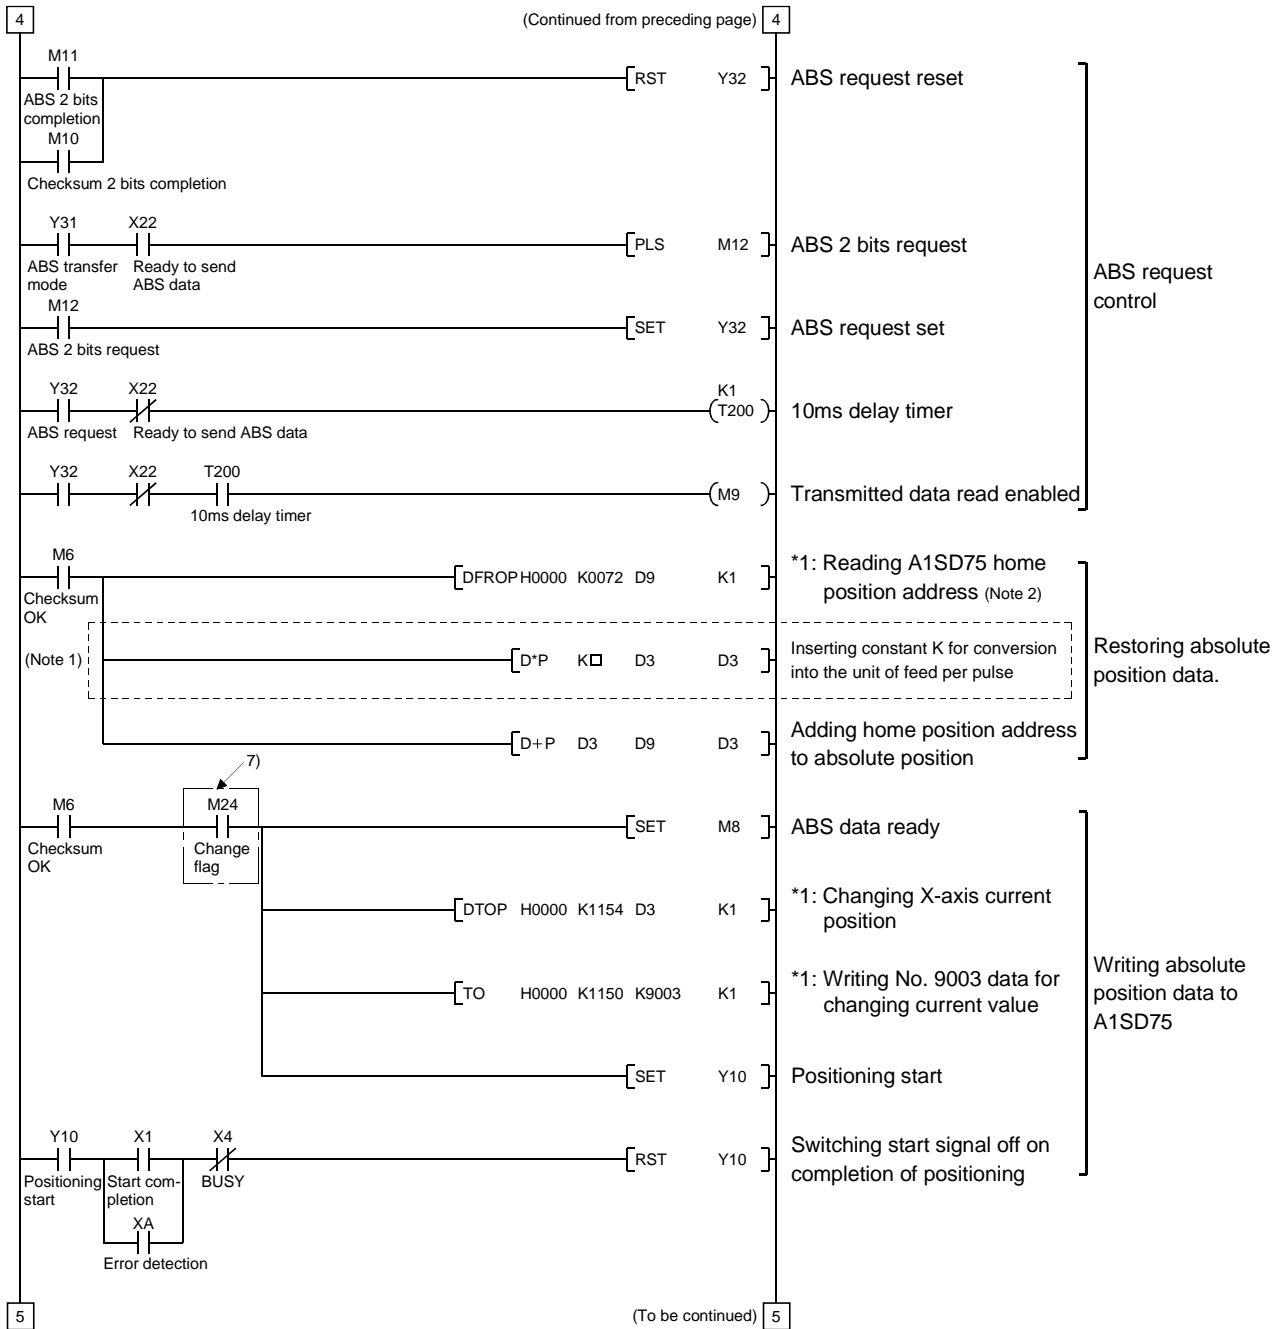 4 (Continued from preceding page) 4
M11
RST Y32 ABS request reset
ABS 2 bits
completion
M10
Checksum 2 bits completion
Y31 X22
PLS M12 ABS 2 bits request
ABS transfer Ready to send
mode ABS data
M12
SET Y32 ABS request set
ABS 2 bits request
ABS request
control
Y32 X22 K1
T200 10ms delay timer
ABS request Ready to send ABS data
Y32 X22 T200
M9 Transmitted data read enabled
10ms delay timer
M6
DFROP H0000 K0072 D9 K1 *1: Reading A1SD75 home
position address (Note 2)
Checksum
OK
(Note 1) D*P K□ D3 D3 Inserting constant K for conversion
into the unit of feed per pulse
Restoring absolute
position data.
D+P D3 D9 D3 Adding home position address
to absolute position
7)
M6 M24
SET M8 ABS data ready
Checksum Change
OK flag
DTOP H0000 K1154 D3 K1 *1: Changing X-axis current
position
TO H0000 K1150 K9003 K1 *1: Writing No. 9003 data for
changing current value
Writing absolute
position data to
A1SD75
SET Y10 Positioning start
Y10 X1 X4
RST Y10 Switching start signal off on
completion of positioning
Positioning Start com- BUSY
start pletion
XA
Error detection
5 (To be continued) 5